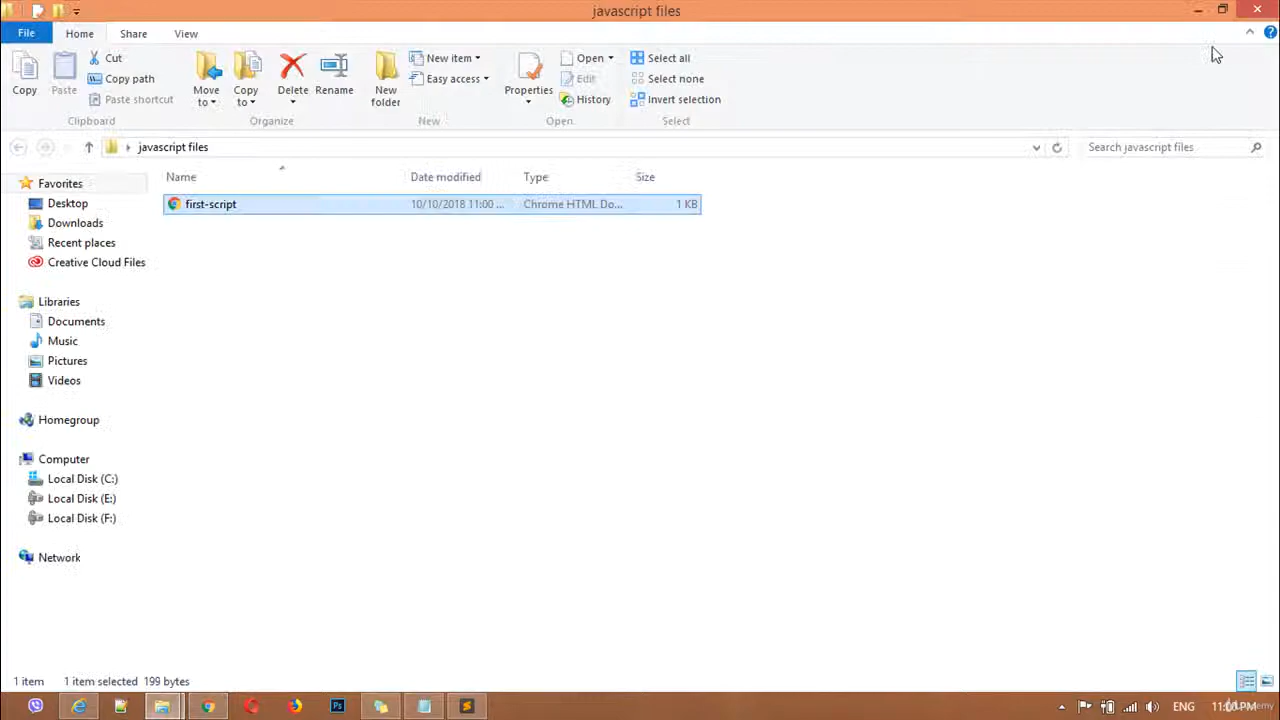 javascript files
File Home Share View
Copy
Paste
Cut
Copy path
Paste shortcut
Clipboard
Move to
Copy to
Delete
Rename
Organize
New folder
New item
Easy access
New
Properties
Open
Edit
History
Open
Select all
Select none
Invert selection
Select
javascript files
Search javascript files
Name Date modified Type Size
first-script 10/10/2018 11:00 ... Chrome HTML Do... 1 KB
Favorites
Desktop
Downloads
Recent places
Creative Cloud Files
Libraries
Documents
Music
Pictures
Videos
Homegroup
Computer
Local Disk (C:)
Local Disk (E:)
Local Disk (F:)
Network
1 item 1 item selected 199 bytes
Ps
ENG